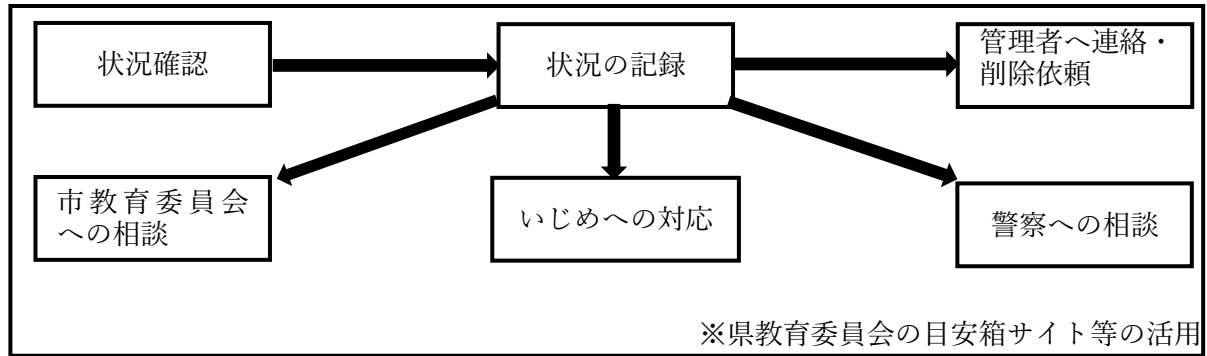 状況確認
状況の記録
管理者へ連絡・
削除依頼
市教育委員会
への相談
いじめへの対応
警察への相談
※県教育委員会の目安箱サイト等の活用